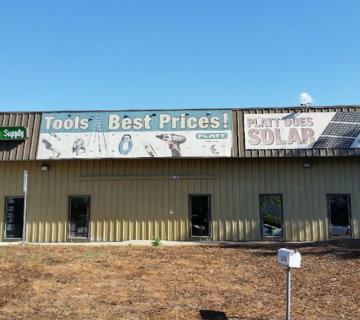 Supply
Tools Best Prices!
PLATT
PLATT DOES
SOLAR